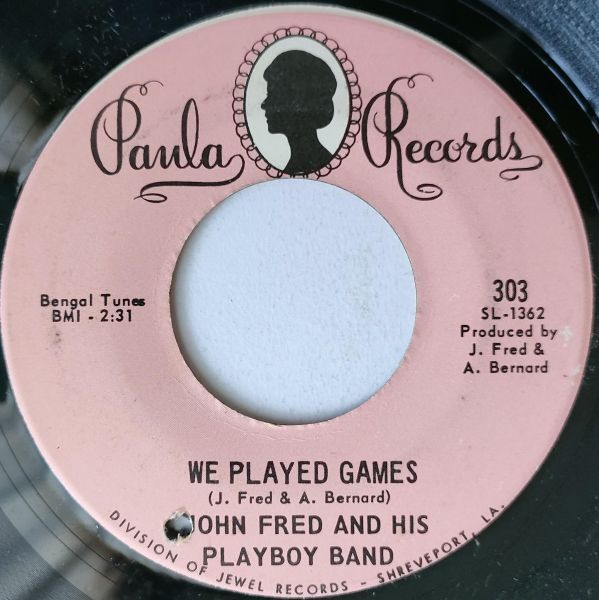 Paula Records
Bengal Tunes
BMI - 2:31
303
SL-1362
Produced by
J. Fred &
A. Bernard
WE PLAYED GAMES
(J. Fred & A. Bernard)
JOHN FRED AND HIS
PLAYBOY BAND
DIVISION OF JEWEL RECORDS - SHREVEPORT, LA.